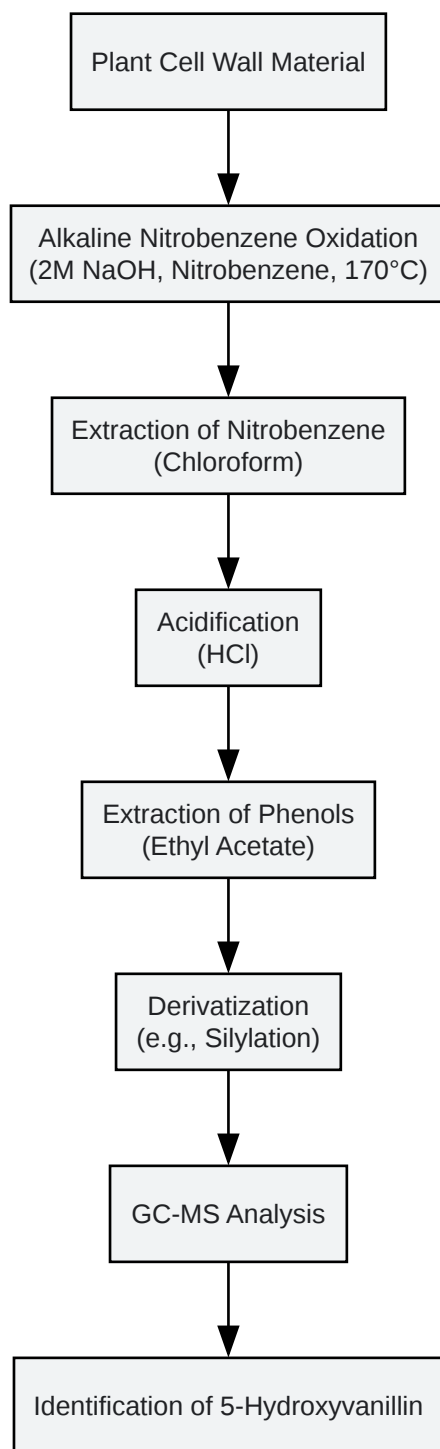 Plant Cell Wall Material
Alkaline Nitrobenzene Oxidation
(2M NaOH, Nitrobenzene, 170°C)
Extraction of Nitrobenzene
(Chloroform)
Acidification
(HCl)
Extraction of Phenols
(Ethyl Acetate)
Derivatization
(e.g., Silylation)
GC-MS Analysis
Identification of 5-Hydroxyvanillin